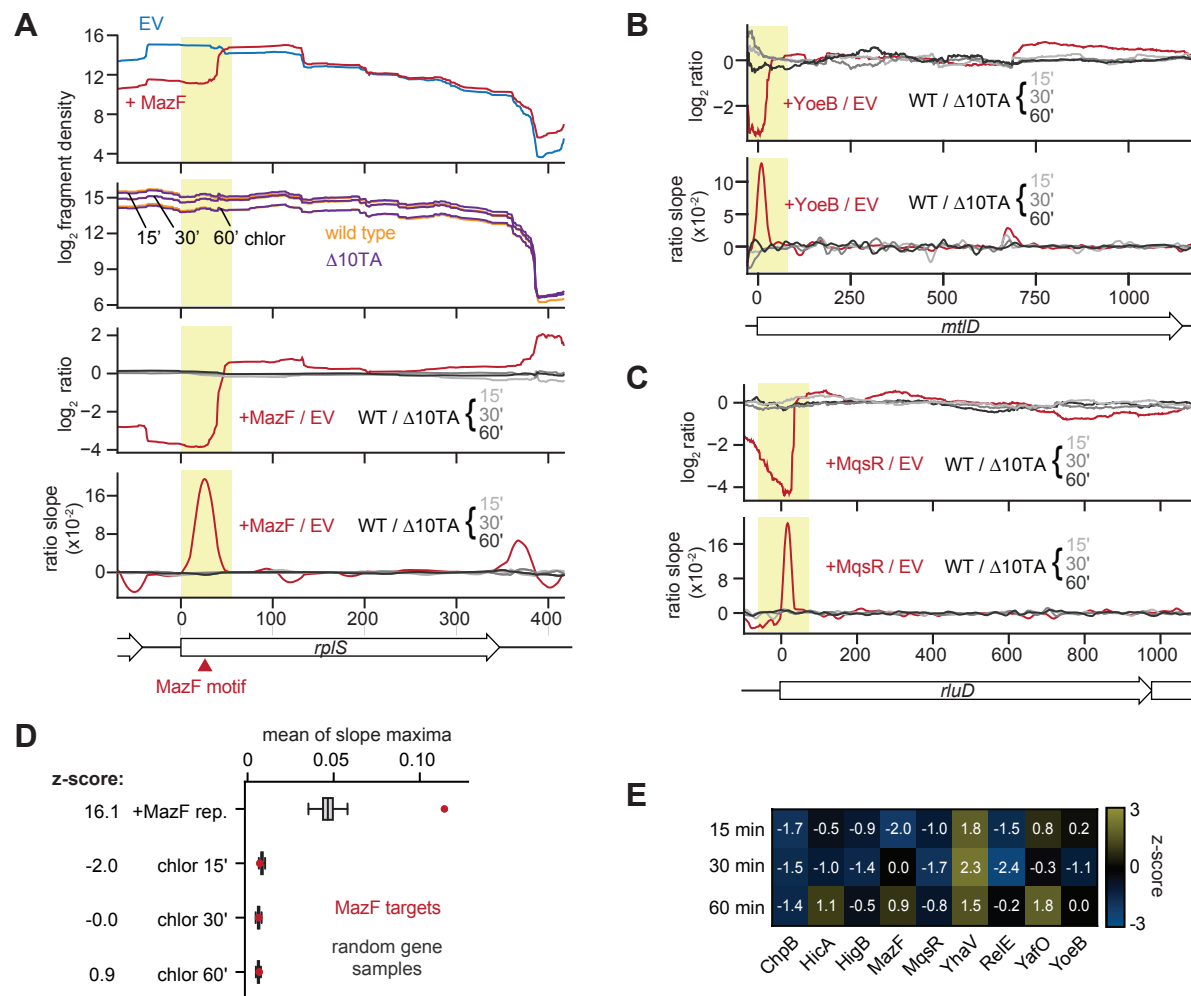 A
EV
+ MazF
log₂ fragment density
16
12
8
4
15
12
9
6
15'
30'
60' chlor
wild type
Δ10TA
log₂ ratio
2
0
-2
-4
+MazF / EV
WT / Δ10TA { 15' 30' 60'
ratio slope
(x10⁻²)
16
8
0
+MazF / EV
WT / Δ10TA { 15' 30' 60'
0 100 200 300 400
rplS
MazF motif
B
log₂ ratio
0
-2
+YoeB / EV
WT / Δ10TA { 15' 30' 60'
ratio slope
(x10⁻²)
10
5
0
+YoeB / EV
WT / Δ10TA { 15' 30' 60'
0 250 500 750 1000
mtlD
C
log₂ ratio
0
-2
-4
+MqsR / EV
WT / Δ10TA { 15' 30' 60'
ratio slope
(x10⁻²)
16
8
0
+MqsR / EV
WT / Δ10TA { 15' 30' 60'
0 200 400 600 800 1000
rluD
D
mean of slope maxima
0 0.05 0.10
z-score:
16.1 +MazF rep.
-2.0 chlor 15'
-0.0 chlor 30'
0.9 chlor 60'
MazF targets
random gene
samples
E
15 min -1.7 -0.5 -0.9 -2.0 -1.0 1.8 -1.5 0.8 0.2
30 min -1.5 -1.0 -1.4 0.0 -1.7 2.3 -2.4 -0.3 -1.1
60 min -1.4 1.1 -0.5 0.9 -0.8 1.5 -0.2 1.8 0.0
ChpB HicA HigB MazF MqsR YhaV RelE YafO YoeB
3
0
-3
z-score